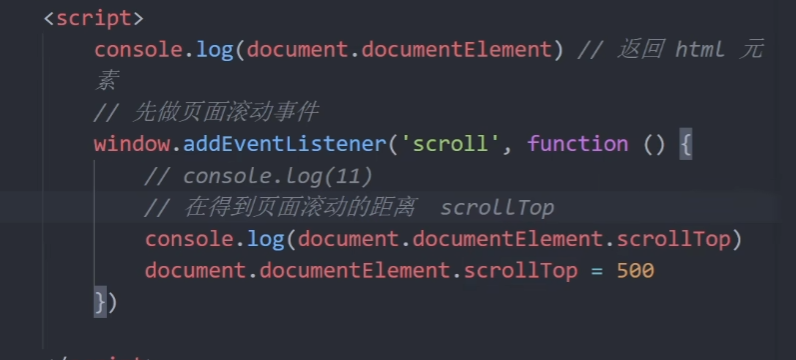 <script>
console.log(document.documentElement) // 返回 html 元
素
// 先做页面滚动事件
window.addEventListener('scroll', function () {
// console.log(11)
// 在得到页面滚动的距离  scrollTop
console.log(document.documentElement.scrollTop)
document.documentElement.scrollTop = 500
})